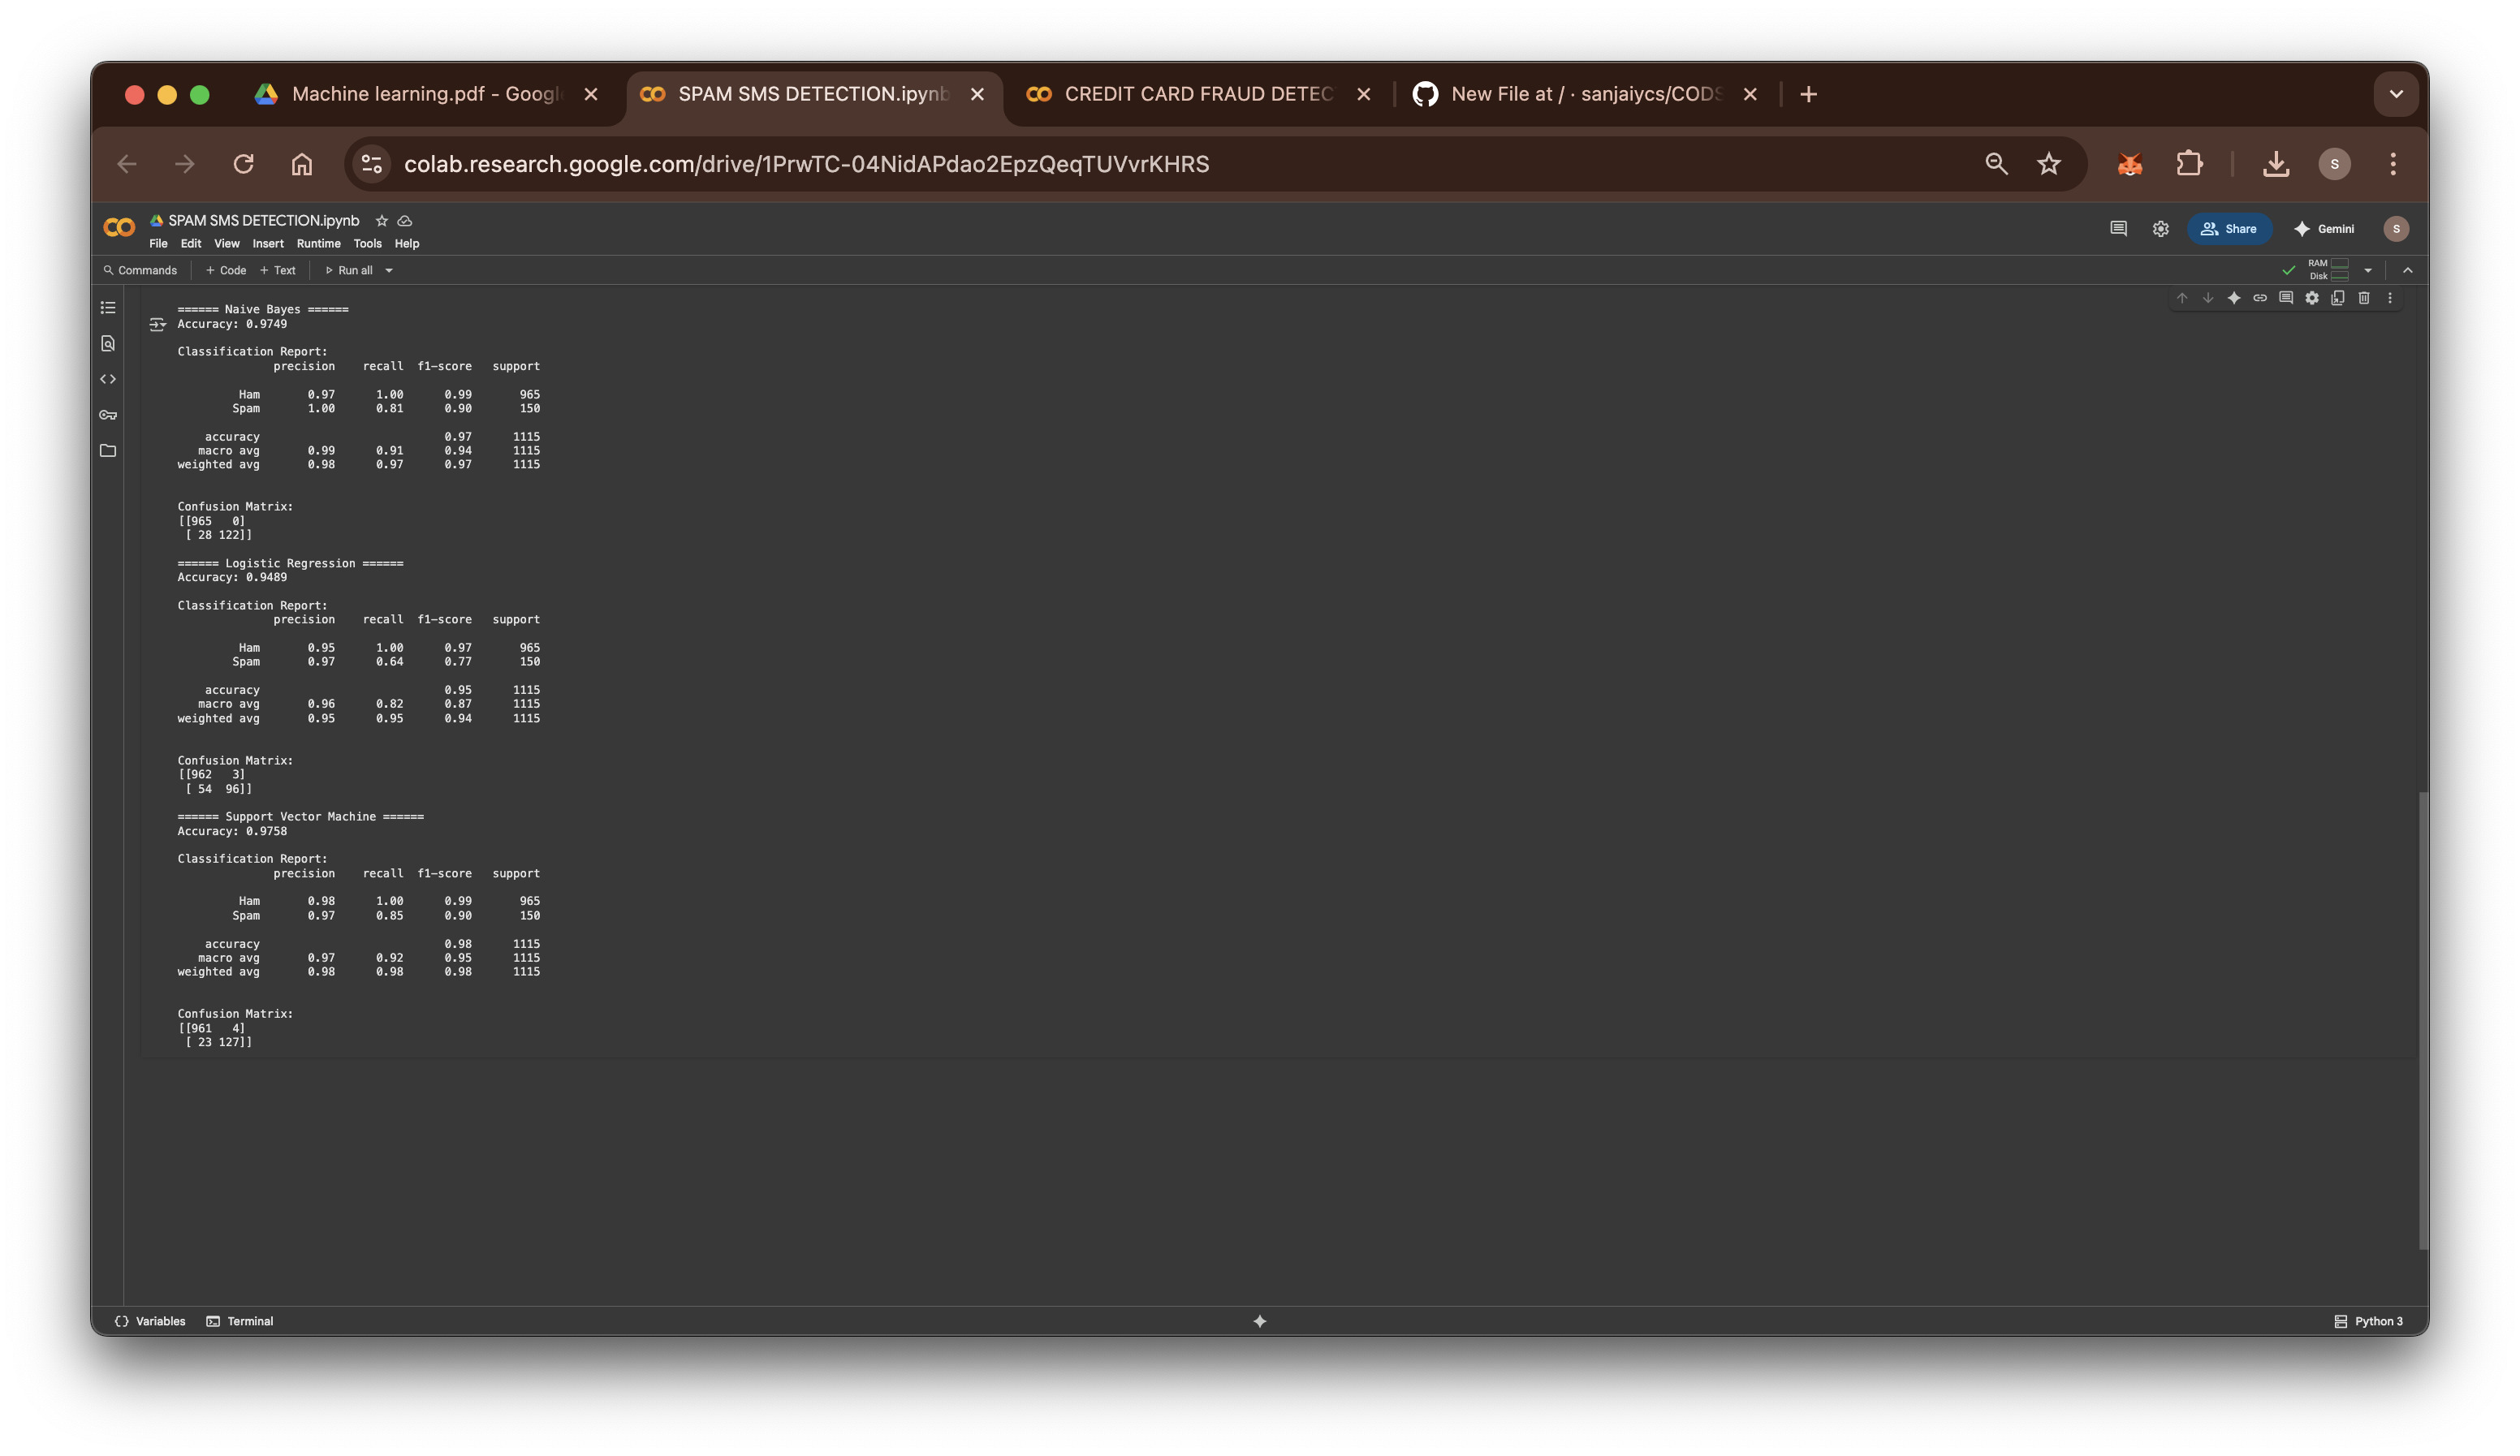 Machine learning.pdf - Googl
SPAM SMS DETECTION.ipynb
CREDIT CARD FRAUD DETEC
New File at / · sanjaiycs/CODS
colab.research.google.com/drive/1PrwTC-04NidAPdao2EpzQeqTUVvrKHRS
S
SPAM SMS DETECTION.ipynb
File Edit View Insert Runtime Tools Help
Share
Gemini
S
Commands + Code + Text Run all
RAM
Disk
====== Naive Bayes ======
Accuracy: 0.9749
Classification Report:
precision recall f1-score support
Ham 0.97 1.00 0.99 965
Spam 1.00 0.81 0.90 150
accuracy 0.97 1115
macro avg 0.99 0.91 0.94 1115
weighted avg 0.98 0.97 0.97 1115
Confusion Matrix:
[[965 0]
[ 28 122]]
====== Logistic Regression ======
Accuracy: 0.9489
Classification Report:
precision recall f1-score support
Ham 0.95 1.00 0.97 965
Spam 0.97 0.64 0.77 150
accuracy 0.95 1115
macro avg 0.96 0.82 0.87 1115
weighted avg 0.95 0.95 0.94 1115
Confusion Matrix:
[[962 3]
[ 54 96]]
====== Support Vector Machine ======
Accuracy: 0.9758
Classification Report:
precision recall f1-score support
Ham 0.98 1.00 0.99 965
Spam 0.97 0.85 0.90 150
accuracy 0.98 1115
macro avg 0.97 0.92 0.95 1115
weighted avg 0.98 0.98 0.98 1115
Confusion Matrix:
[[961 4]
[ 23 127]]
Variables Terminal
Python 3